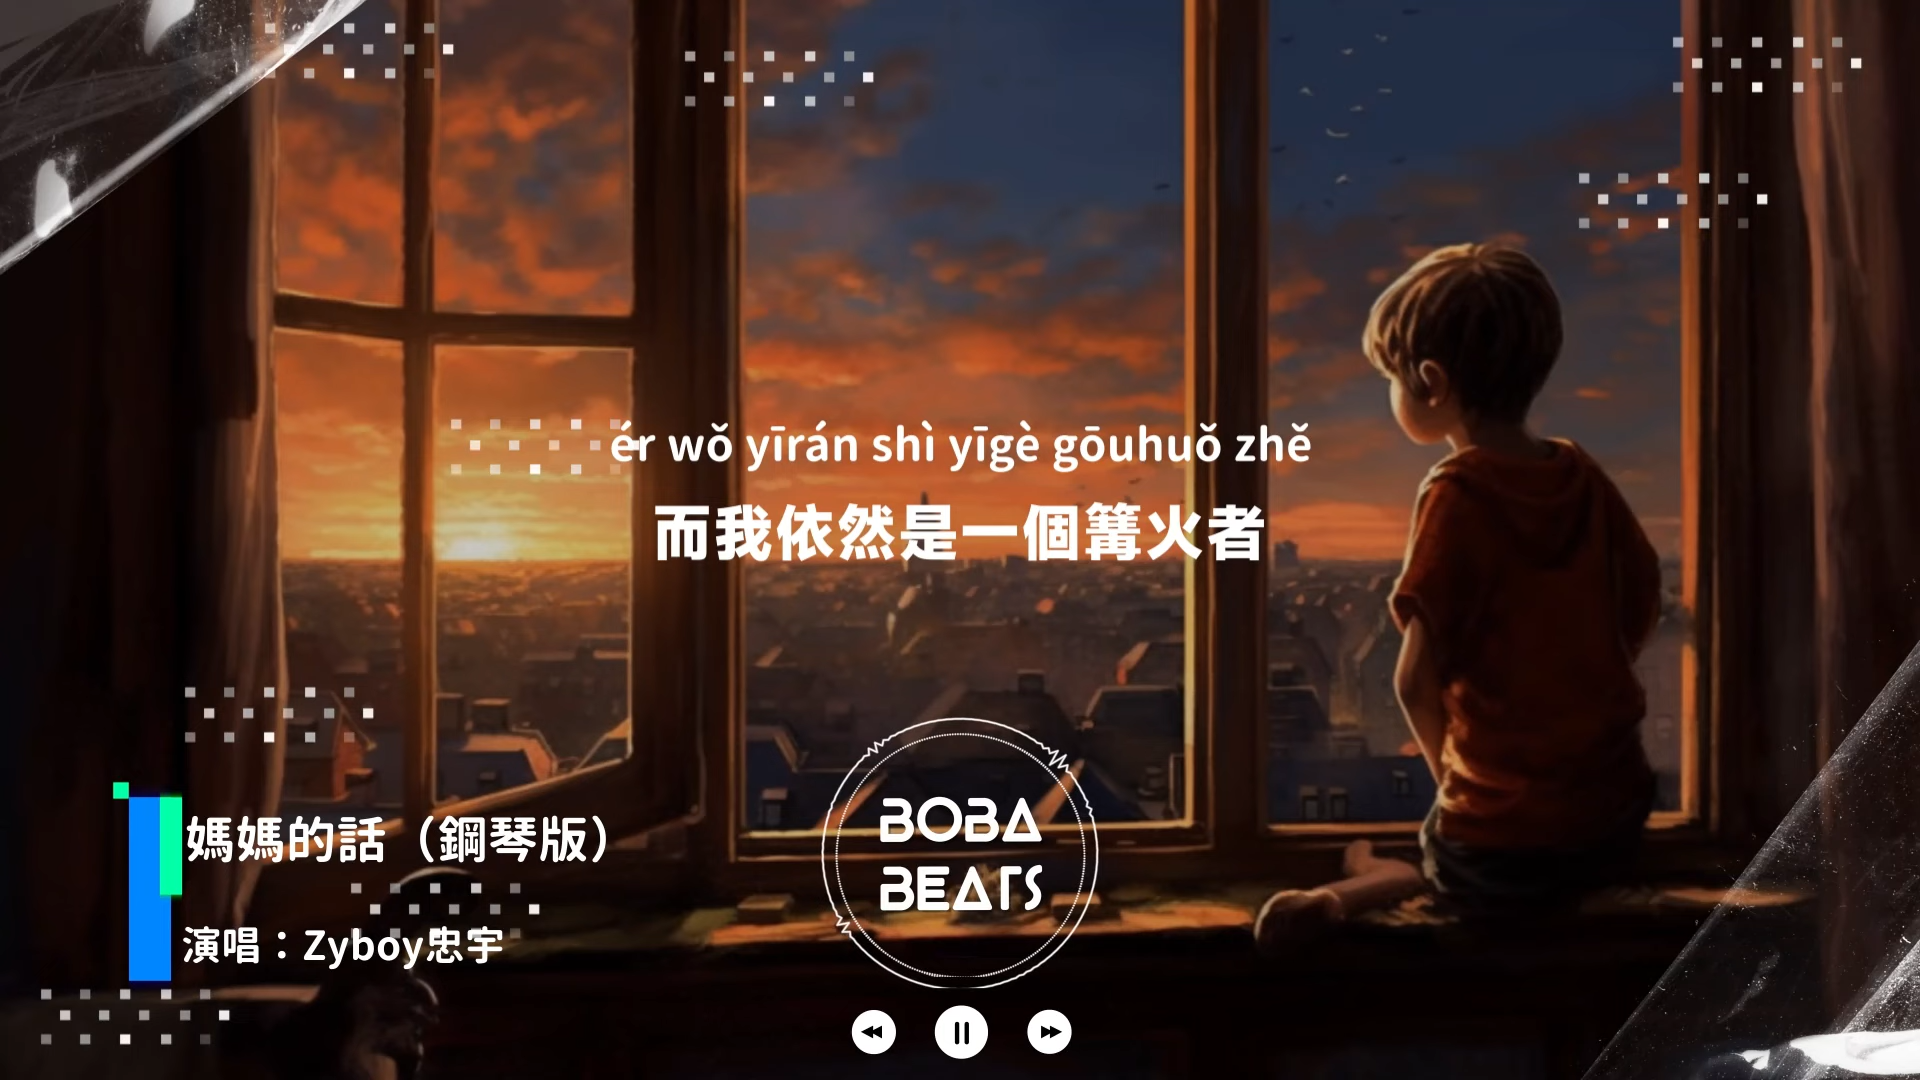 ér wǒ yīrán shì yīgè gōuhuǒ zhě
而我依然是一個篝火者
BOBA
BEATS
媽媽的話（鋼琴版）
演唱：Zyboy忠宇